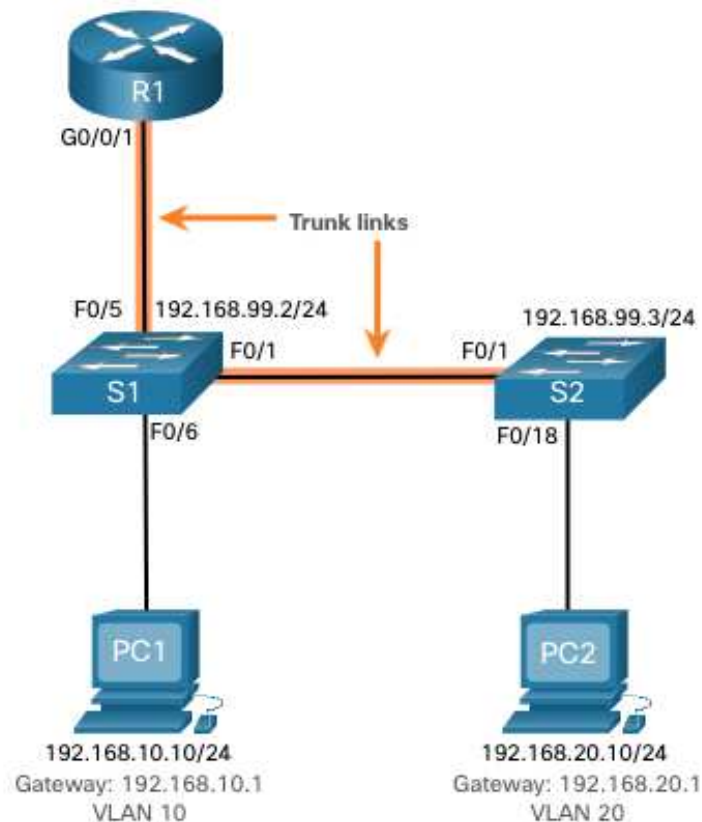 R1
G0/0/1
Trunk links
F0/5
192.168.99.2/24
192.168.99.3/24
F0/1
F0/1
S1
S2
F0/6
F0/18
PC1
PC2
192.168.10.10/24
Gateway: 192.168.10.1
VLAN 10
192.168.20.10/24
Gateway: 192.168.20.1
VLAN 20